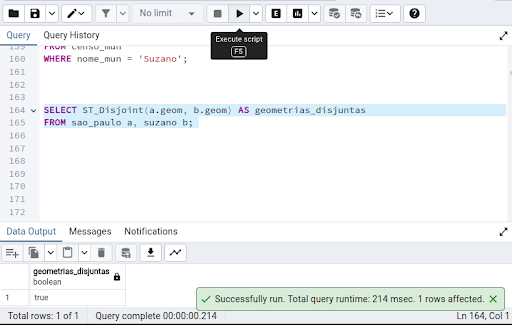 No limit
E
Query Query History
Execute script
F5
159 FROM censo_mun
160 WHERE nome_mun = 'Suzano';
161
162
163
164 SELECT ST_Disjoint(a.geom, b.geom) AS geometrias_disjuntas
165 FROM sao_paulo a, suzano b;
166
167
168
169
170
171
172
Data Output Messages Notifications
geometrias_disjuntas
boolean
1 true
Successfully run. Total query runtime: 214 msec. 1 rows affected.
Total rows: 1 of 1 Query complete 00:00:00.214 Ln 164, Col 1